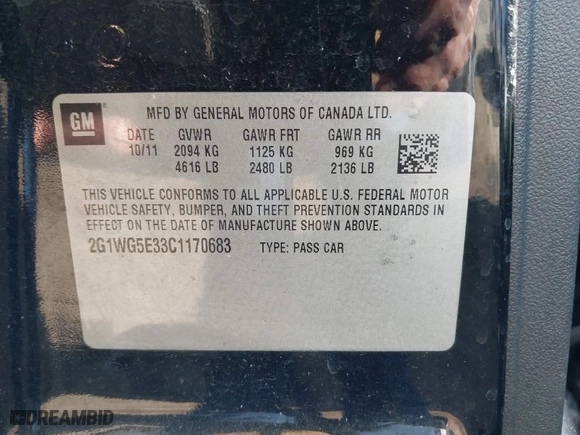 GM
MFD BY GENERAL MOTORS OF CANADA LTD.
DATE GVWR GAWR FRT GAWR RR
10/11 2094 KG 1125 KG 969 KG
4616 LB 2480 LB 2136 LB
THIS VEHICLE CONFORMS TO ALL APPLICABLE U.S. FEDERAL MOTOR
VEHICLE SAFETY, BUMPER, AND THEFT PREVENTION STANDARDS IN
EFFECT ON THE DATE OF MANUFACTURE SHOWN ABOVE.
2G1WG5E33C1170683 TYPE: PASS CAR
DREAMBID